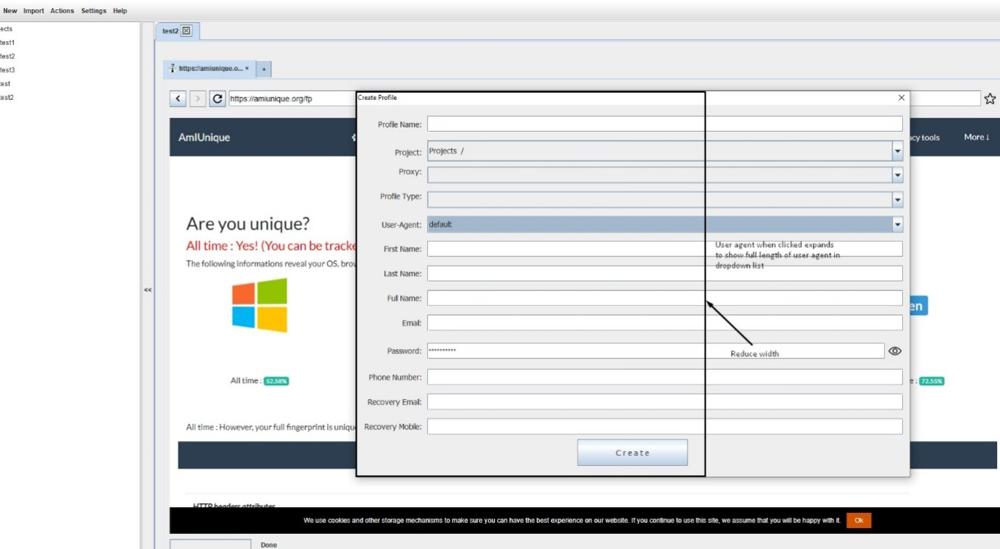 New Import Actions Settings Help
ects
test1
test2
test3
test
test2
test2
https://amiunique.o... ×
+
https://amiunique.org/fp
Create Profile
AmIUnique
acy tools
More ↓
Profile Name:
Project: Projects /
Proxy:
Profile Type:
User-Agent: default
First Name:
Last Name:
Full Name:
Email:
Password: **********
Phone Number:
Recovery Email:
Recovery Mobile:
Create
User agent when clicked expands
to show full length of user agent in
dropdown list
Reduce width
Are you unique?
All time : Yes! (You can be tracke
The following informations reveal your OS, brow
<<
en
All time : 52.58%
e : 72.55%
All time : However, your full fingerprint is uniqu
HTTP headers attributes
We use cookies and other storage mechanisms to make sure you can have the best experience on our website. If you continue to use this site, we assume that you will be happy with it.
Ok
Done